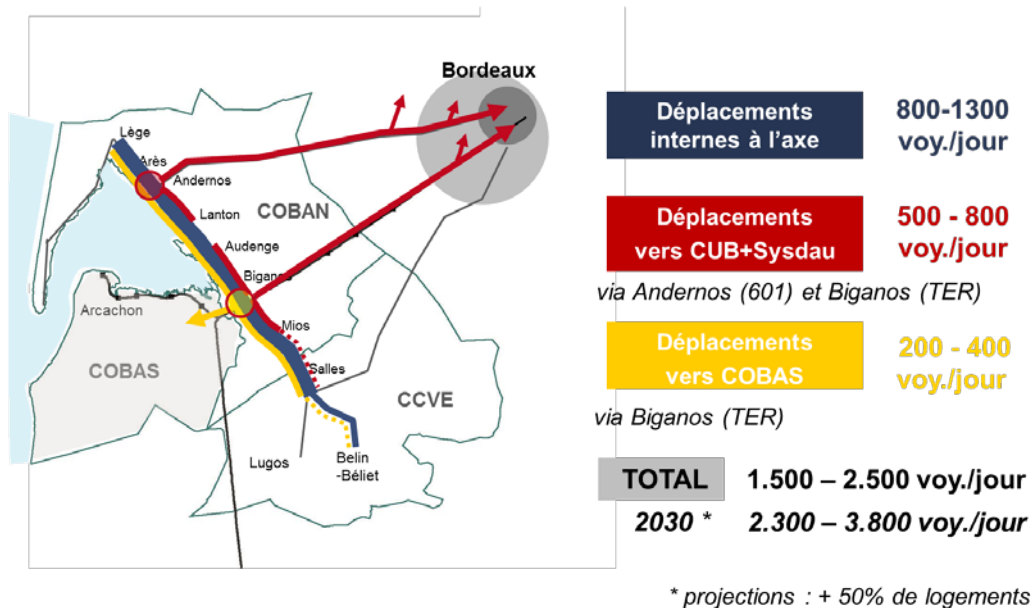 Bordeaux
Lège
Arès
Andernos
Lanton
COBAN
Audenge
Biganos
Arcachon
Mios
COBAS
Salles
CCVE
Lugos
Belin
-Béliet
Déplacements
internes à l'axe
800-1300
voy./jour
Déplacements
vers CUB+Sysdau
500 - 800
voy./jour
via Andernos (601) et Biganos (TER)
Déplacements
vers COBAS
200 - 400
voy./jour
via Biganos (TER)
TOTAL 1.500 – 2.500 voy./jour
2030 * 2.300 – 3.800 voy./jour
* projections : + 50% de logements